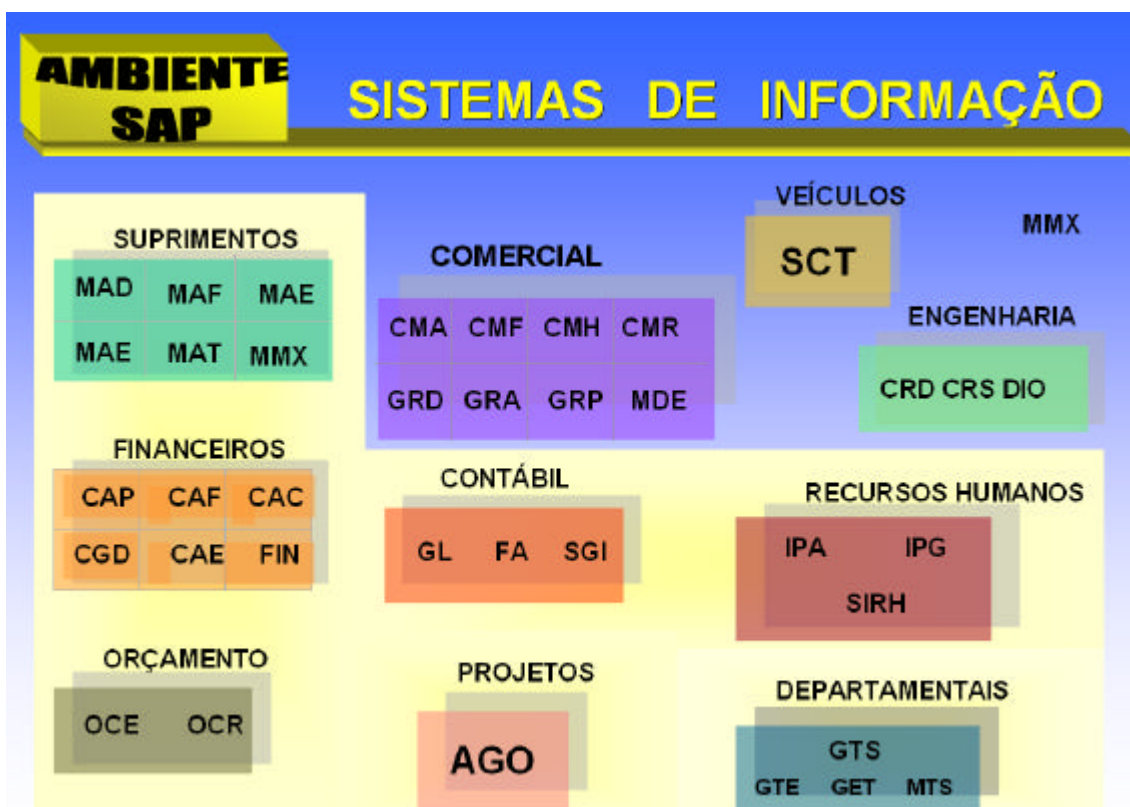 AMBIENTE
SAP
SISTEMAS DE INFORMAÇÃO
SUPRIMENTOS
MAD MAF MAE
MAE MAT MMX
COMERCIAL
CMA CMF CMH CMR
GRD GRA GRP MDE
VEÍCULOS
SCT
MMX
ENGENHARIA
CRD CRS DIO
FINANCEIROS
CAP CAF CAC
CGD CAE FIN
CONTÁBIL
GL FA SGI
RECURSOS HUMANOS
IPA IPG
SIRH
ORÇAMENTO
OCE OCR
PROJETOS
AGO
DEPARTAMENTAIS
GTS
GTE GET MTS